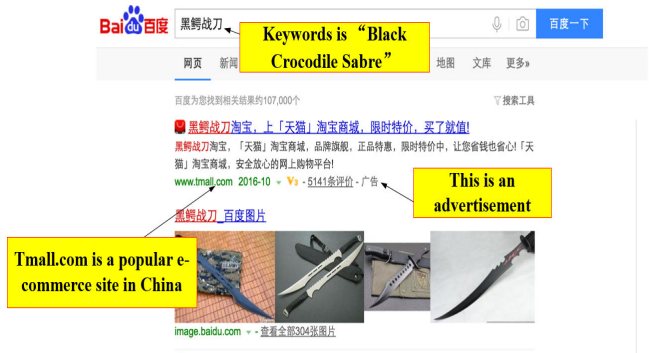 Bai du 百度
黑鳄战刀
百度一下
Keywords is “Black
Crocodile Sabre”
网页 新闻 地图 文库 更多»
百度为您找到相关结果约107,000个
搜索工具
黑鳄战刀淘宝，上「天猫」淘宝商城，限时特价，买了就值!
黑鳄战刀淘宝，「天猫」淘宝商城，品牌旗舰，正品特惠，限时特价中，让您省钱也省心!「天
猫」淘宝商城，安全放心的网上购物平台!
www.tmall.com 2016-10 V3 - 5141条评价 - 广告
This is an
advertisement
黑鳄战刀_百度图片
Tmall.com is a popular e-
commerce site in China
image.baidu.com - 查看全部304张图片